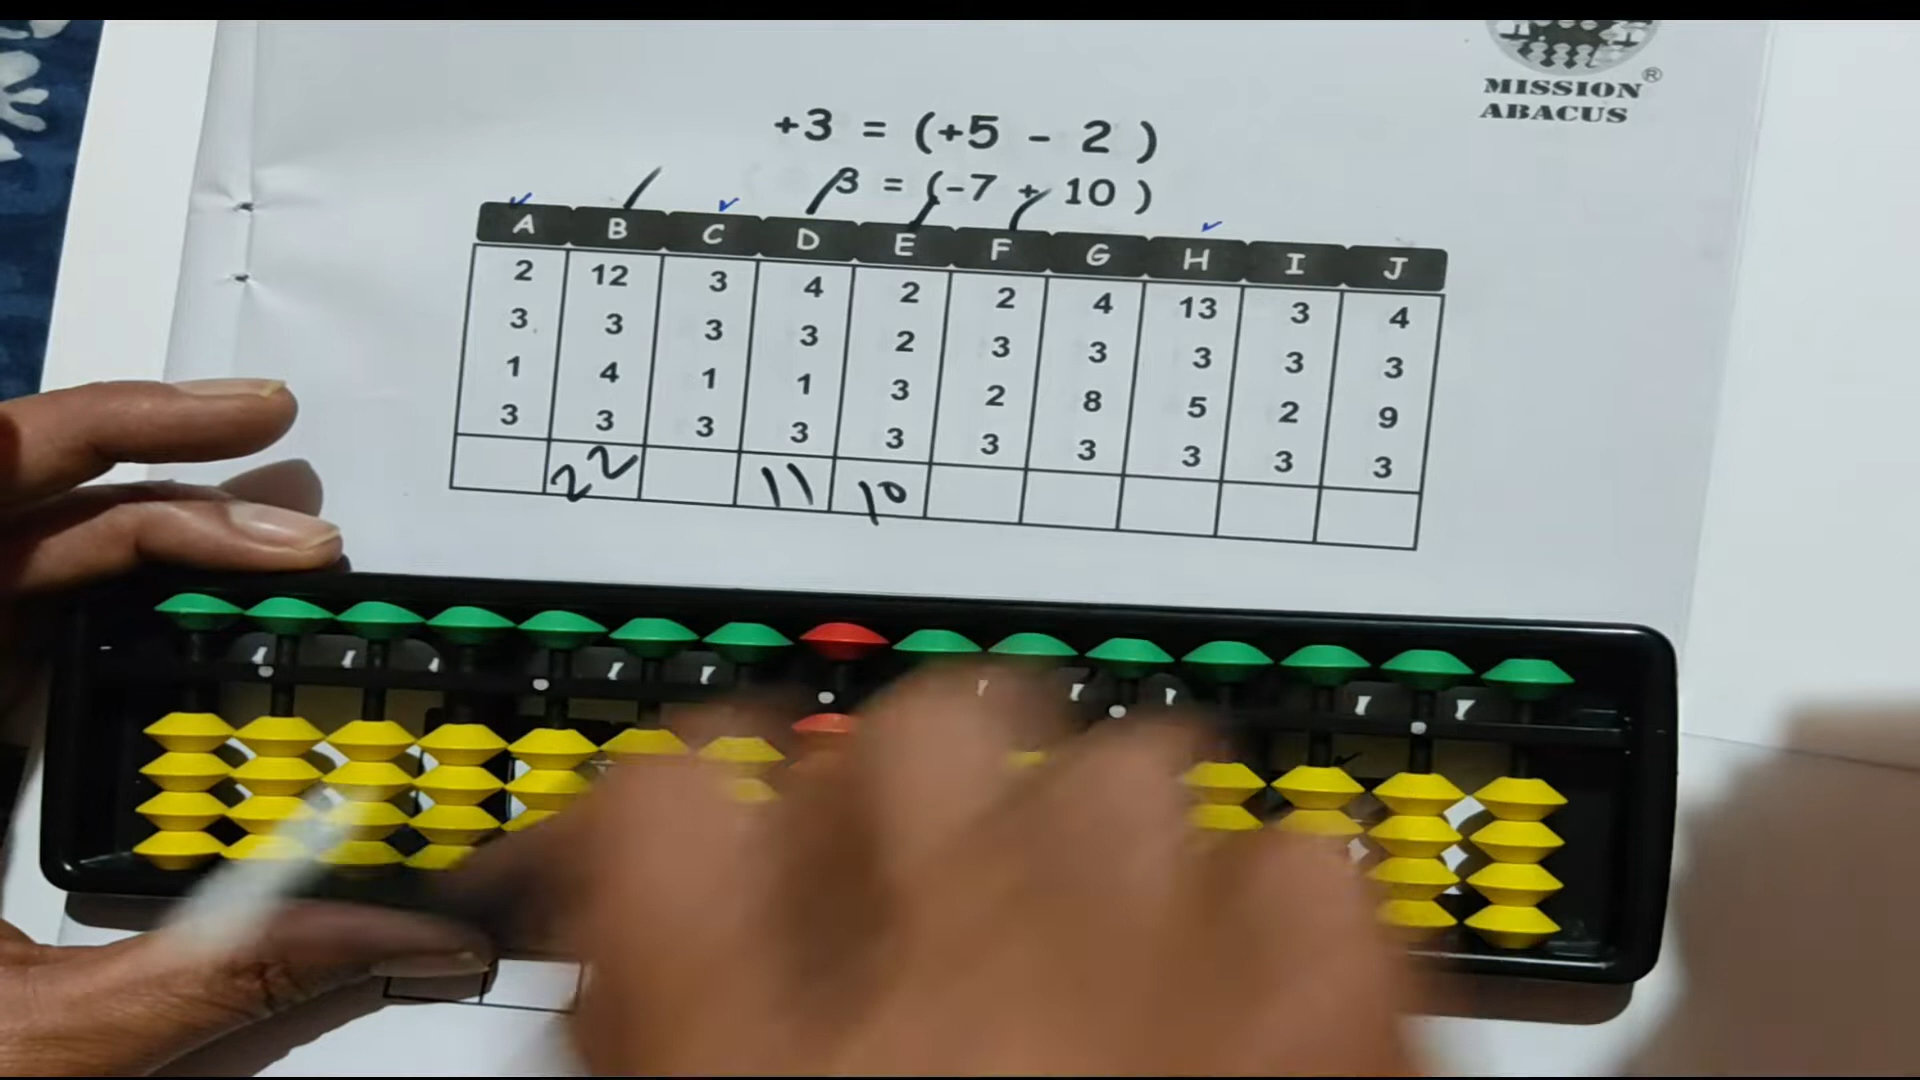 MISSION ®
ABACUS
+3 = (+5 - 2 )
3 = (-7 + 10 )
A B C D E F G H I J
2 12 3 4 2 2 4 13 3 4
3 3 3 3 2 3 3 3 3 3
1 4 1 1 3 2 8 5 2 9
3 3 3 3 3 3 3 3 3 3
22 11 10